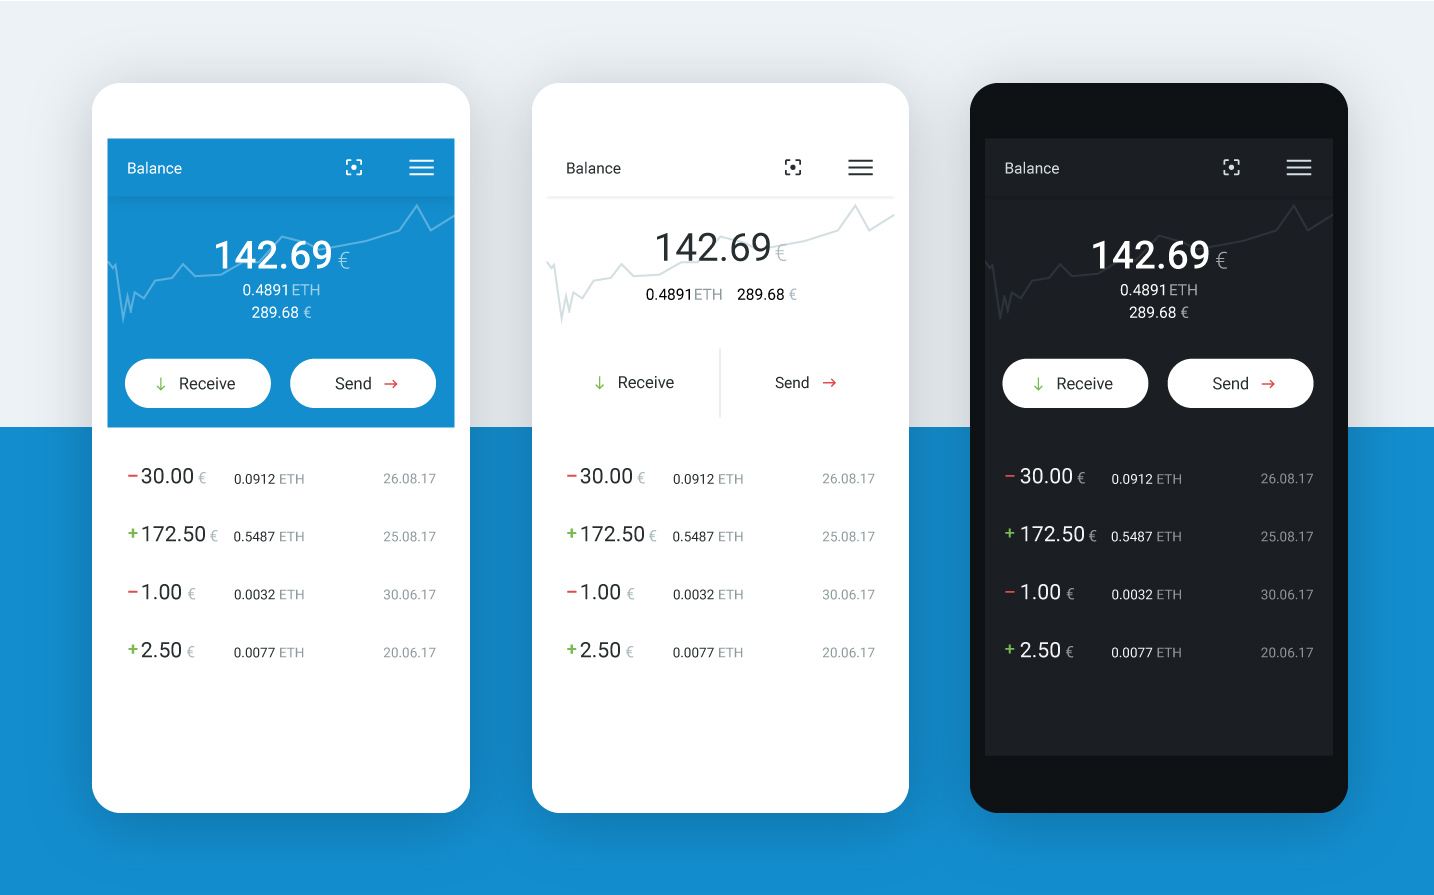 Balance
142.69 €
0.4891 ETH
289.68 €
Receive
Send
−30.00 € 0.0912 ETH 26.08.17
+172.50 € 0.5487 ETH 25.08.17
−1.00 € 0.0032 ETH 30.06.17
+2.50 € 0.0077 ETH 20.06.17
Balance
142.69 €
0.4891 ETH 289.68 €
Receive
Send
−30.00 € 0.0912 ETH 26.08.17
+172.50 € 0.5487 ETH 25.08.17
−1.00 € 0.0032 ETH 30.06.17
+2.50 € 0.0077 ETH 20.06.17
Balance
142.69 €
0.4891 ETH
289.68 €
Receive
Send
−30.00 € 0.0912 ETH 26.08.17
+172.50 € 0.5487 ETH 25.08.17
−1.00 € 0.0032 ETH 30.06.17
+2.50 € 0.0077 ETH 20.06.17